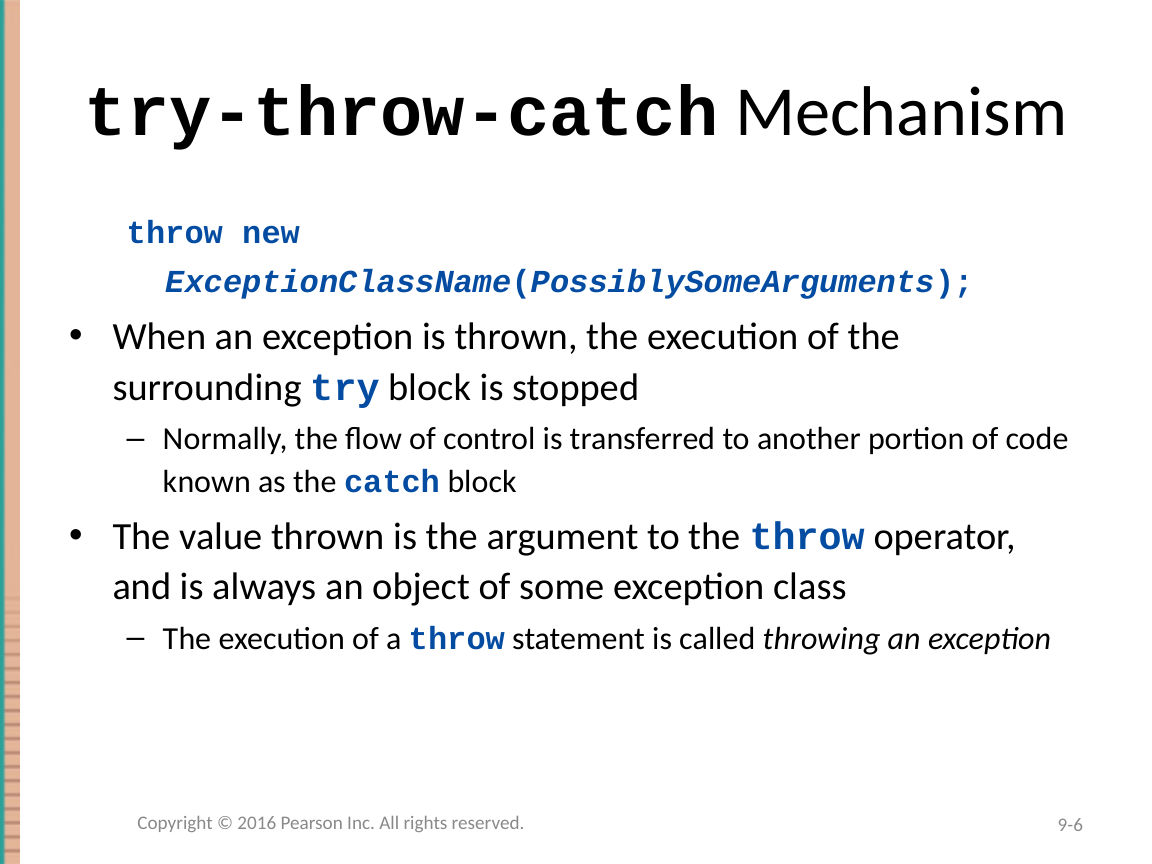 try-throw-catch Mechanism
throw new
ExceptionClassName(PossiblySomeArguments);
• When an exception is thrown, the execution of the
surrounding try block is stopped
– Normally, the flow of control is transferred to another portion of code
known as the catch block
• The value thrown is the argument to the throw operator,
and is always an object of some exception class
– The execution of a throw statement is called throwing an exception
Copyright © 2016 Pearson Inc. All rights reserved.
9-6